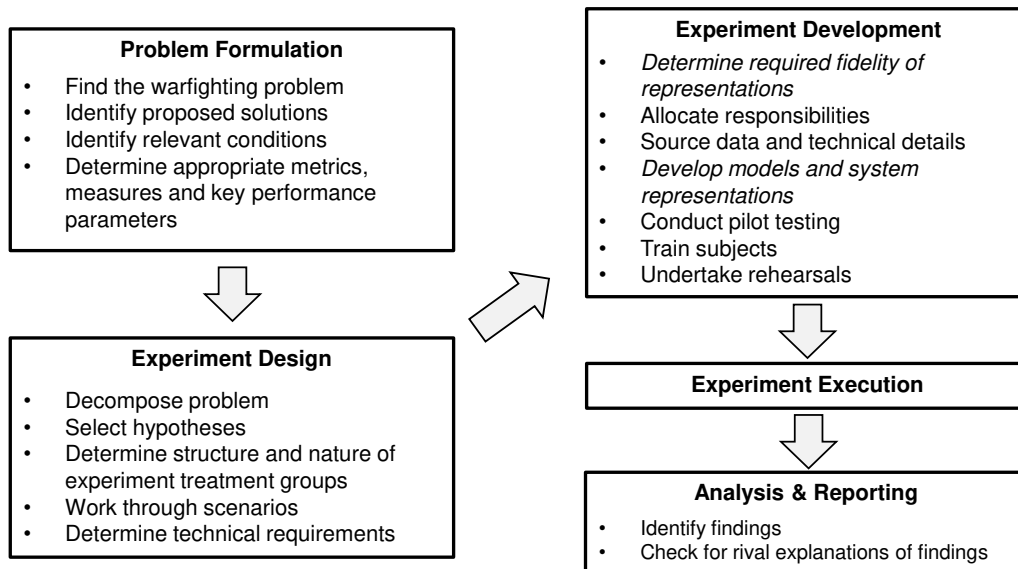 Problem Formulation
• Find the warfighting problem
• Identify proposed solutions
• Identify relevant conditions
• Determine appropriate metrics,
measures and key performance
parameters
Experiment Design
• Decompose problem
• Select hypotheses
• Determine structure and nature of
experiment treatment groups
• Work through scenarios
• Determine technical requirements
Experiment Development
• Determine required fidelity of
representations
• Allocate responsibilities
• Source data and technical details
• Develop models and system
representations
• Conduct pilot testing
• Train subjects
• Undertake rehearsals
Experiment Execution
Analysis & Reporting
• Identify findings
• Check for rival explanations of findings